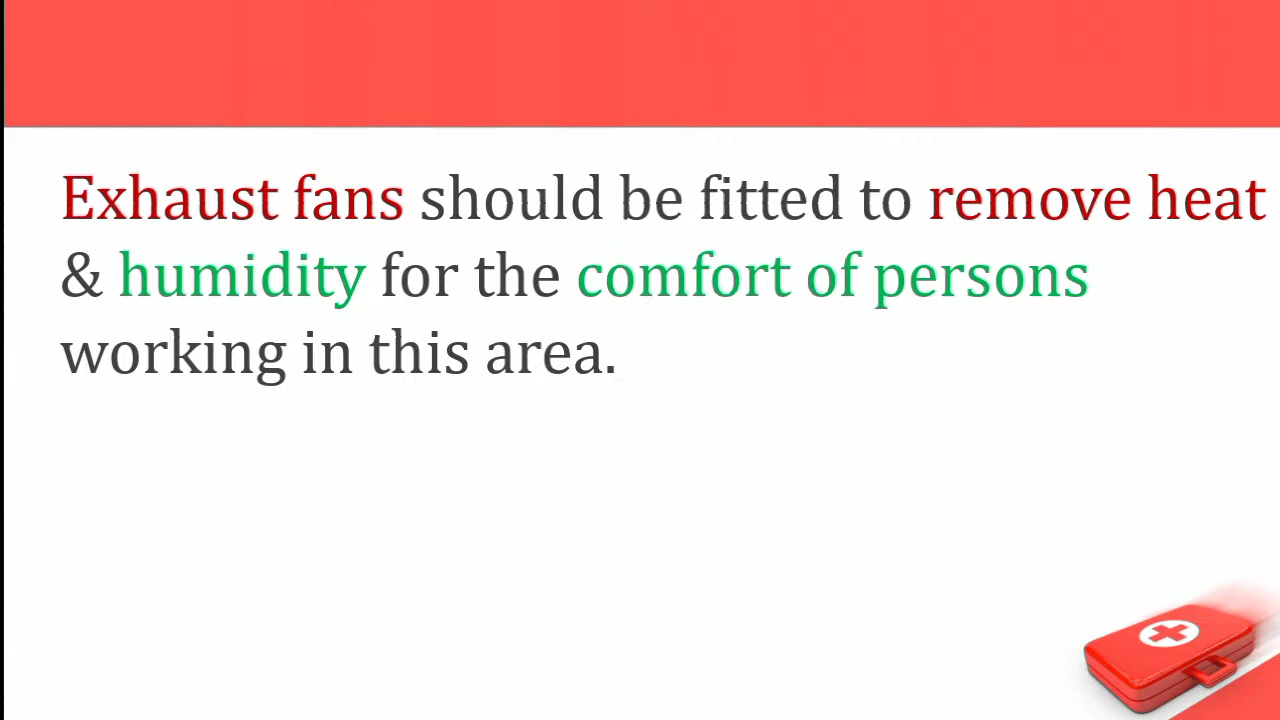 Exhaust fans should be fitted to remove heat
& humidity for the comfort of persons
working in this area.